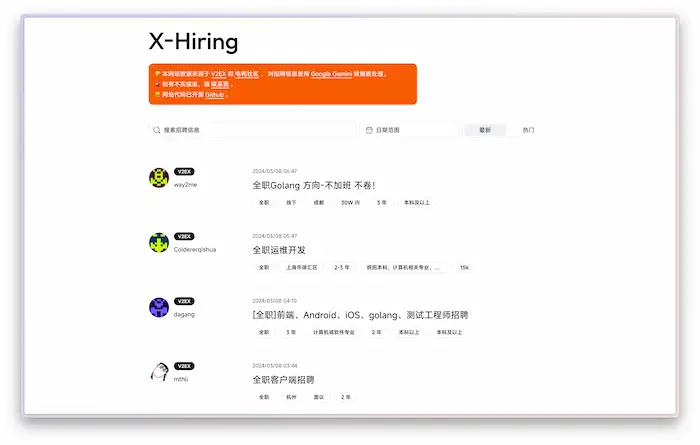 X-Hiring
本网站数据来源于 V2EX 和 电鸭社区 。 对招聘信息使用 Google Gemini 做摘要处理。
如有不实信息，请 联系我 。
网站代码已开源 Github 。
搜索招聘信息
日期范围
最新
热门
V2EX
way2me
2024/03/08 06:47
全职Golang 方向-不加班 不卷！
全职 线下 成都 30W 内 3 年 本科及以上
V2EX
Coidererqishua
2024/03/08 05:47
全职运维开发
全职 上海市徐汇区 2-3 年 统招本科，计算机相关专业，... 15k
V2EX
dagang
2024/03/08 04:10
[全职]前端、Android、iOS、golang、测试工程师招聘
全职 3 年 计算机或软件专业 2 年 本科以上 本科及以上
V2EX
mthli
2024/03/08 03:44
全职客户端招聘
全职 杭州 面议 2 年